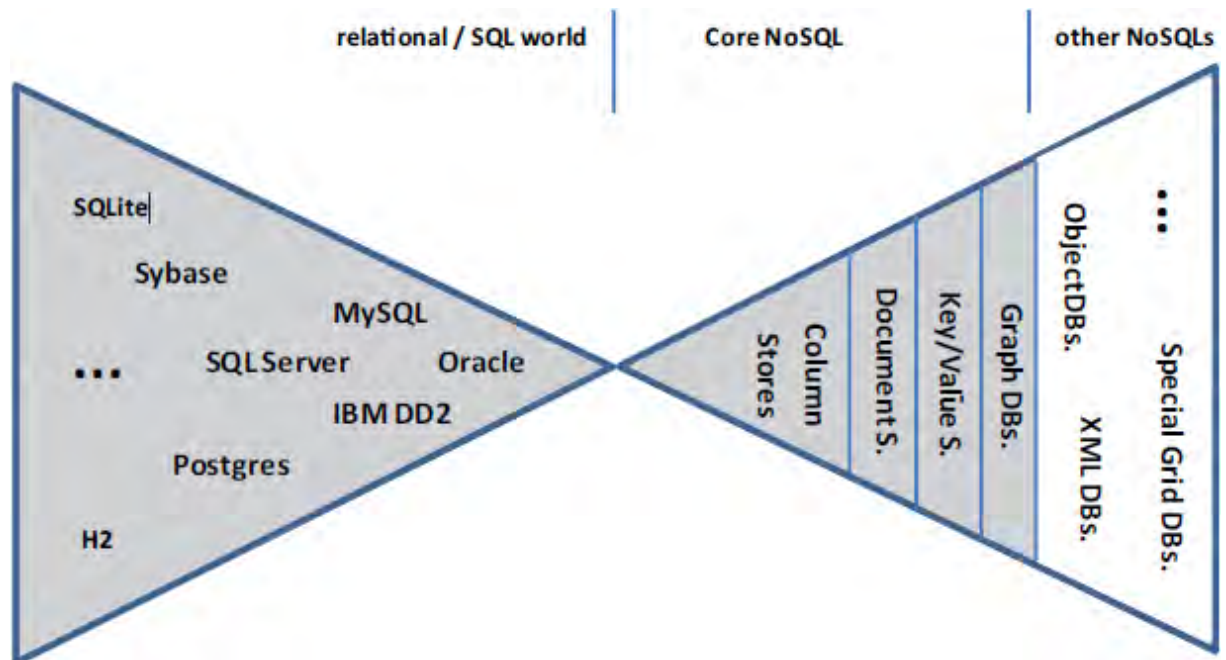 relational / SQL world
Core NoSQL
other NoSQLs
SQLite
Sybase
MySQL
...
SQL Server
Oracle
IBM DD2
Postgres
H2
Column
Stores
Document S.
Key/Value S.
Graph DBs.
ObjectDBs.
XML DBs.
...
Special Grid DBs.